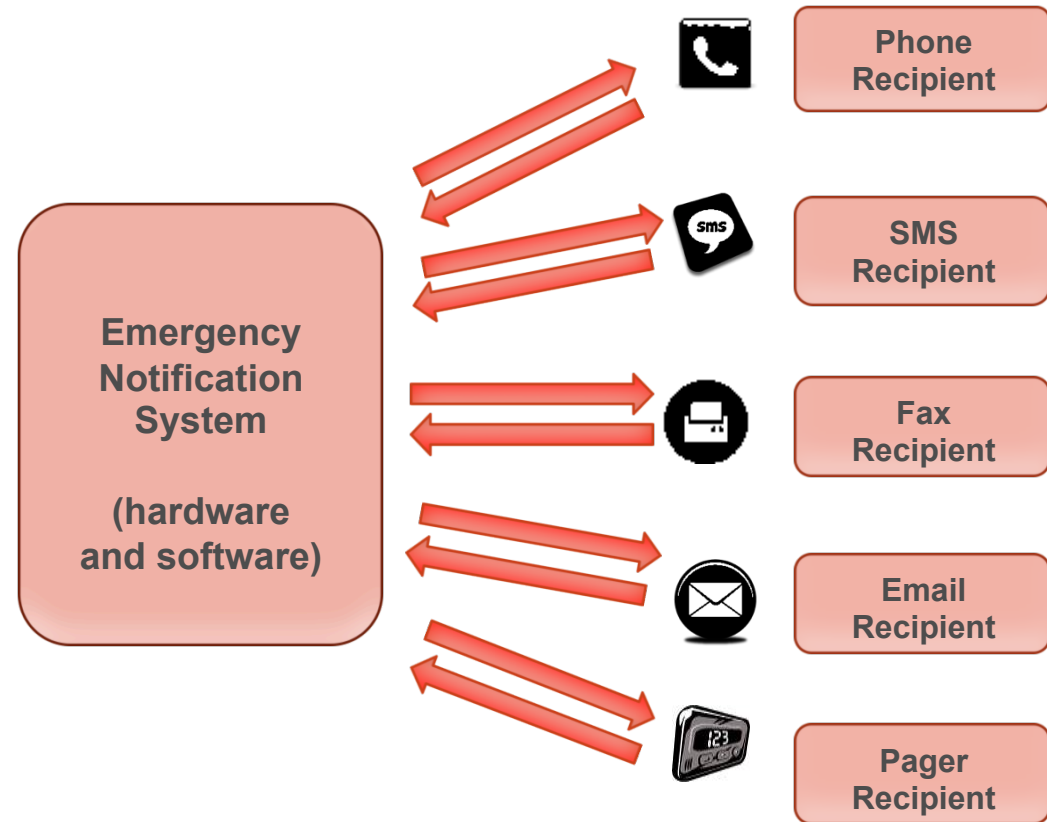 Phone
Recipient
sms
SMS
Recipient
Emergency
Notification
System
(hardware
and software)
Fax
Recipient
Email
Recipient
123
Pager
Recipient